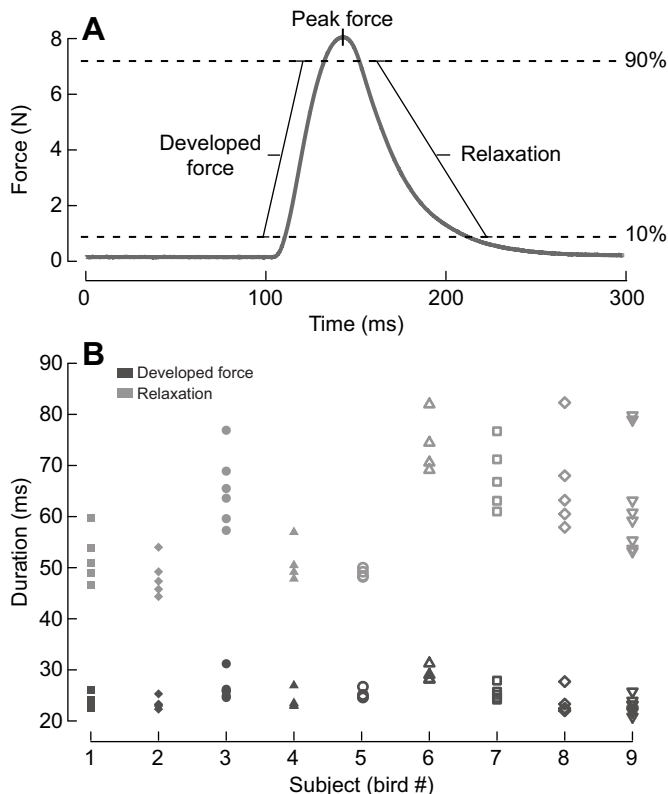 A
Peak force
8
90%
6
Developed
force
Relaxation
4
2
10%
0
Force (N)
0 100 200 300
Time (ms)
B
90
Developed force
Relaxation
80
70
60
50
40
30
20
Duration (ms)
1 2 3 4 5 6 7 8 9
Subject (bird #)